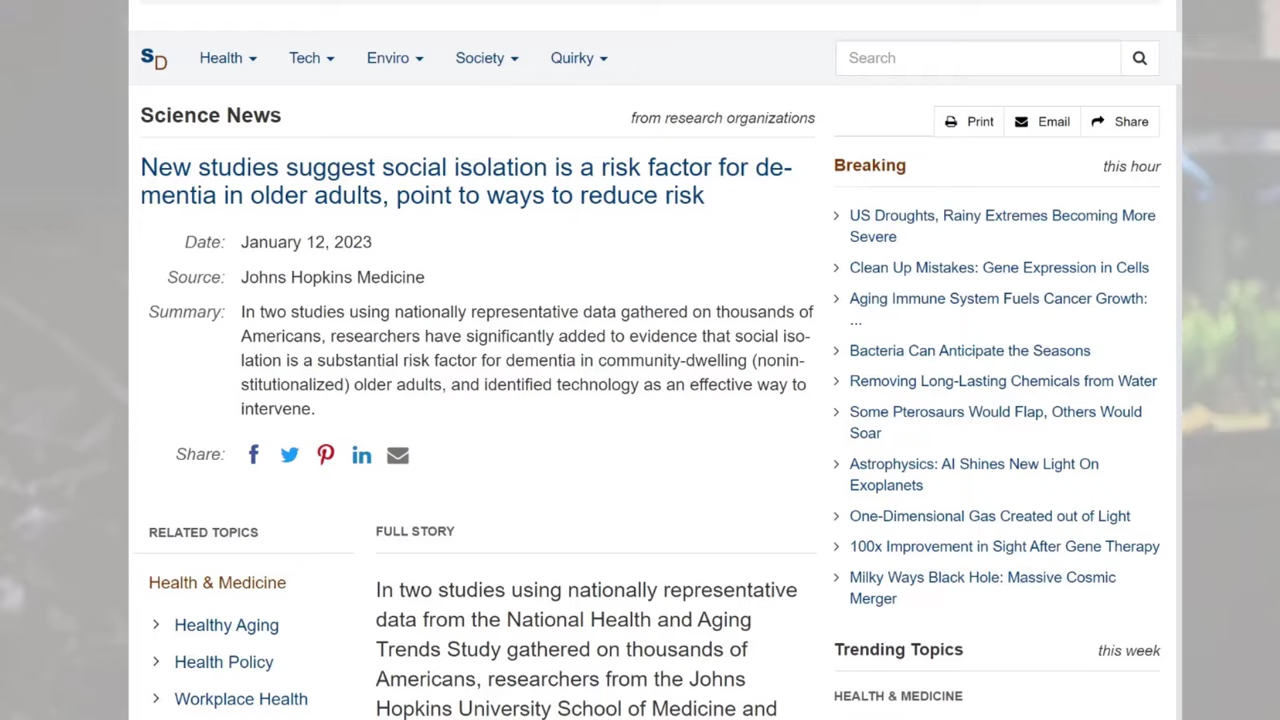 SD
Health
Tech
Enviro
Society
Quirky
Search
Science News
from research organizations
New studies suggest social isolation is a risk factor for de-
mentia in older adults, point to ways to reduce risk
Date: January 12, 2023
Source: Johns Hopkins Medicine
Summary: In two studies using nationally representative data gathered on thousands of
Americans, researchers have significantly added to evidence that social iso-
lation is a substantial risk factor for dementia in community-dwelling (nonin-
stitutionalized) older adults, and identified technology as an effective way to
intervene.
Share:
RELATED TOPICS
Health & Medicine
Healthy Aging
Health Policy
Workplace Health
FULL STORY
In two studies using nationally representative
data from the National Health and Aging
Trends Study gathered on thousands of
Americans, researchers from the Johns
Hopkins University School of Medicine and
Print
Email
Share
Breaking
this hour
US Droughts, Rainy Extremes Becoming More
Severe
Clean Up Mistakes: Gene Expression in Cells
Aging Immune System Fuels Cancer Growth:
...
Bacteria Can Anticipate the Seasons
Removing Long-Lasting Chemicals from Water
Some Pterosaurs Would Flap, Others Would
Soar
Astrophysics: AI Shines New Light On
Exoplanets
One-Dimensional Gas Created out of Light
100x Improvement in Sight After Gene Therapy
Milky Ways Black Hole: Massive Cosmic
Merger
Trending Topics
this week
HEALTH & MEDICINE